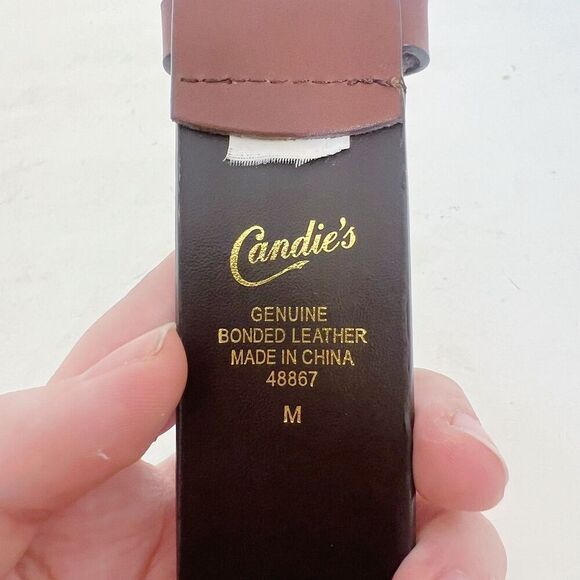 Candie's
GENUINE
BONDED LEATHER
MADE IN CHINA
48867
M